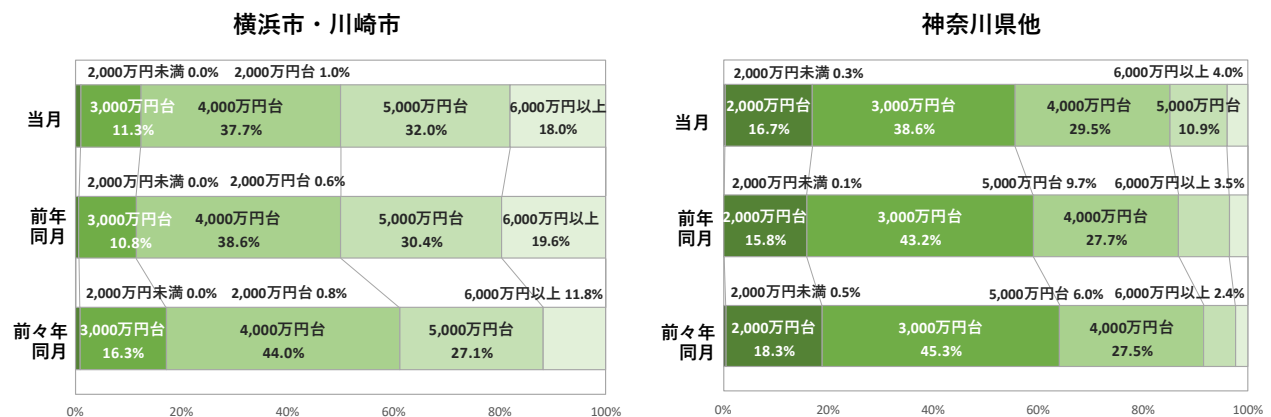 横浜市・川崎市
2,000万円未満 0.0% 2,000万円台 1.0%
当月
3,000万円台
11.3%
4,000万円台
37.7%
5,000万円台
32.0%
6,000万円以上
18.0%
2,000万円未満 0.0% 2,000万円台 0.6%
前年
同月
3,000万円台
10.8%
4,000万円台
38.6%
5,000万円台
30.4%
6,000万円以上
19.6%
2,000万円未満 0.0% 2,000万円台 0.8% 6,000万円以上 11.8%
前々年
同月
3,000万円台
16.3%
4,000万円台
44.0%
5,000万円台
27.1%
0% 20% 40% 60% 80% 100%
神奈川県他
2,000万円未満 0.3% 6,000万円以上 4.0%
当月
2,000万円台
16.7%
3,000万円台
38.6%
4,000万円台
29.5%
5,000万円台
10.9%
2,000万円未満 0.1% 5,000万円台 9.7% 6,000万円以上 3.5%
前年
同月
2,000万円台
15.8%
3,000万円台
43.2%
4,000万円台
27.7%
2,000万円未満 0.5% 5,000万円台 6.0% 6,000万円以上 2.4%
前々年
同月
2,000万円台
18.3%
3,000万円台
45.3%
4,000万円台
27.5%
0% 20% 40% 60% 80% 100%